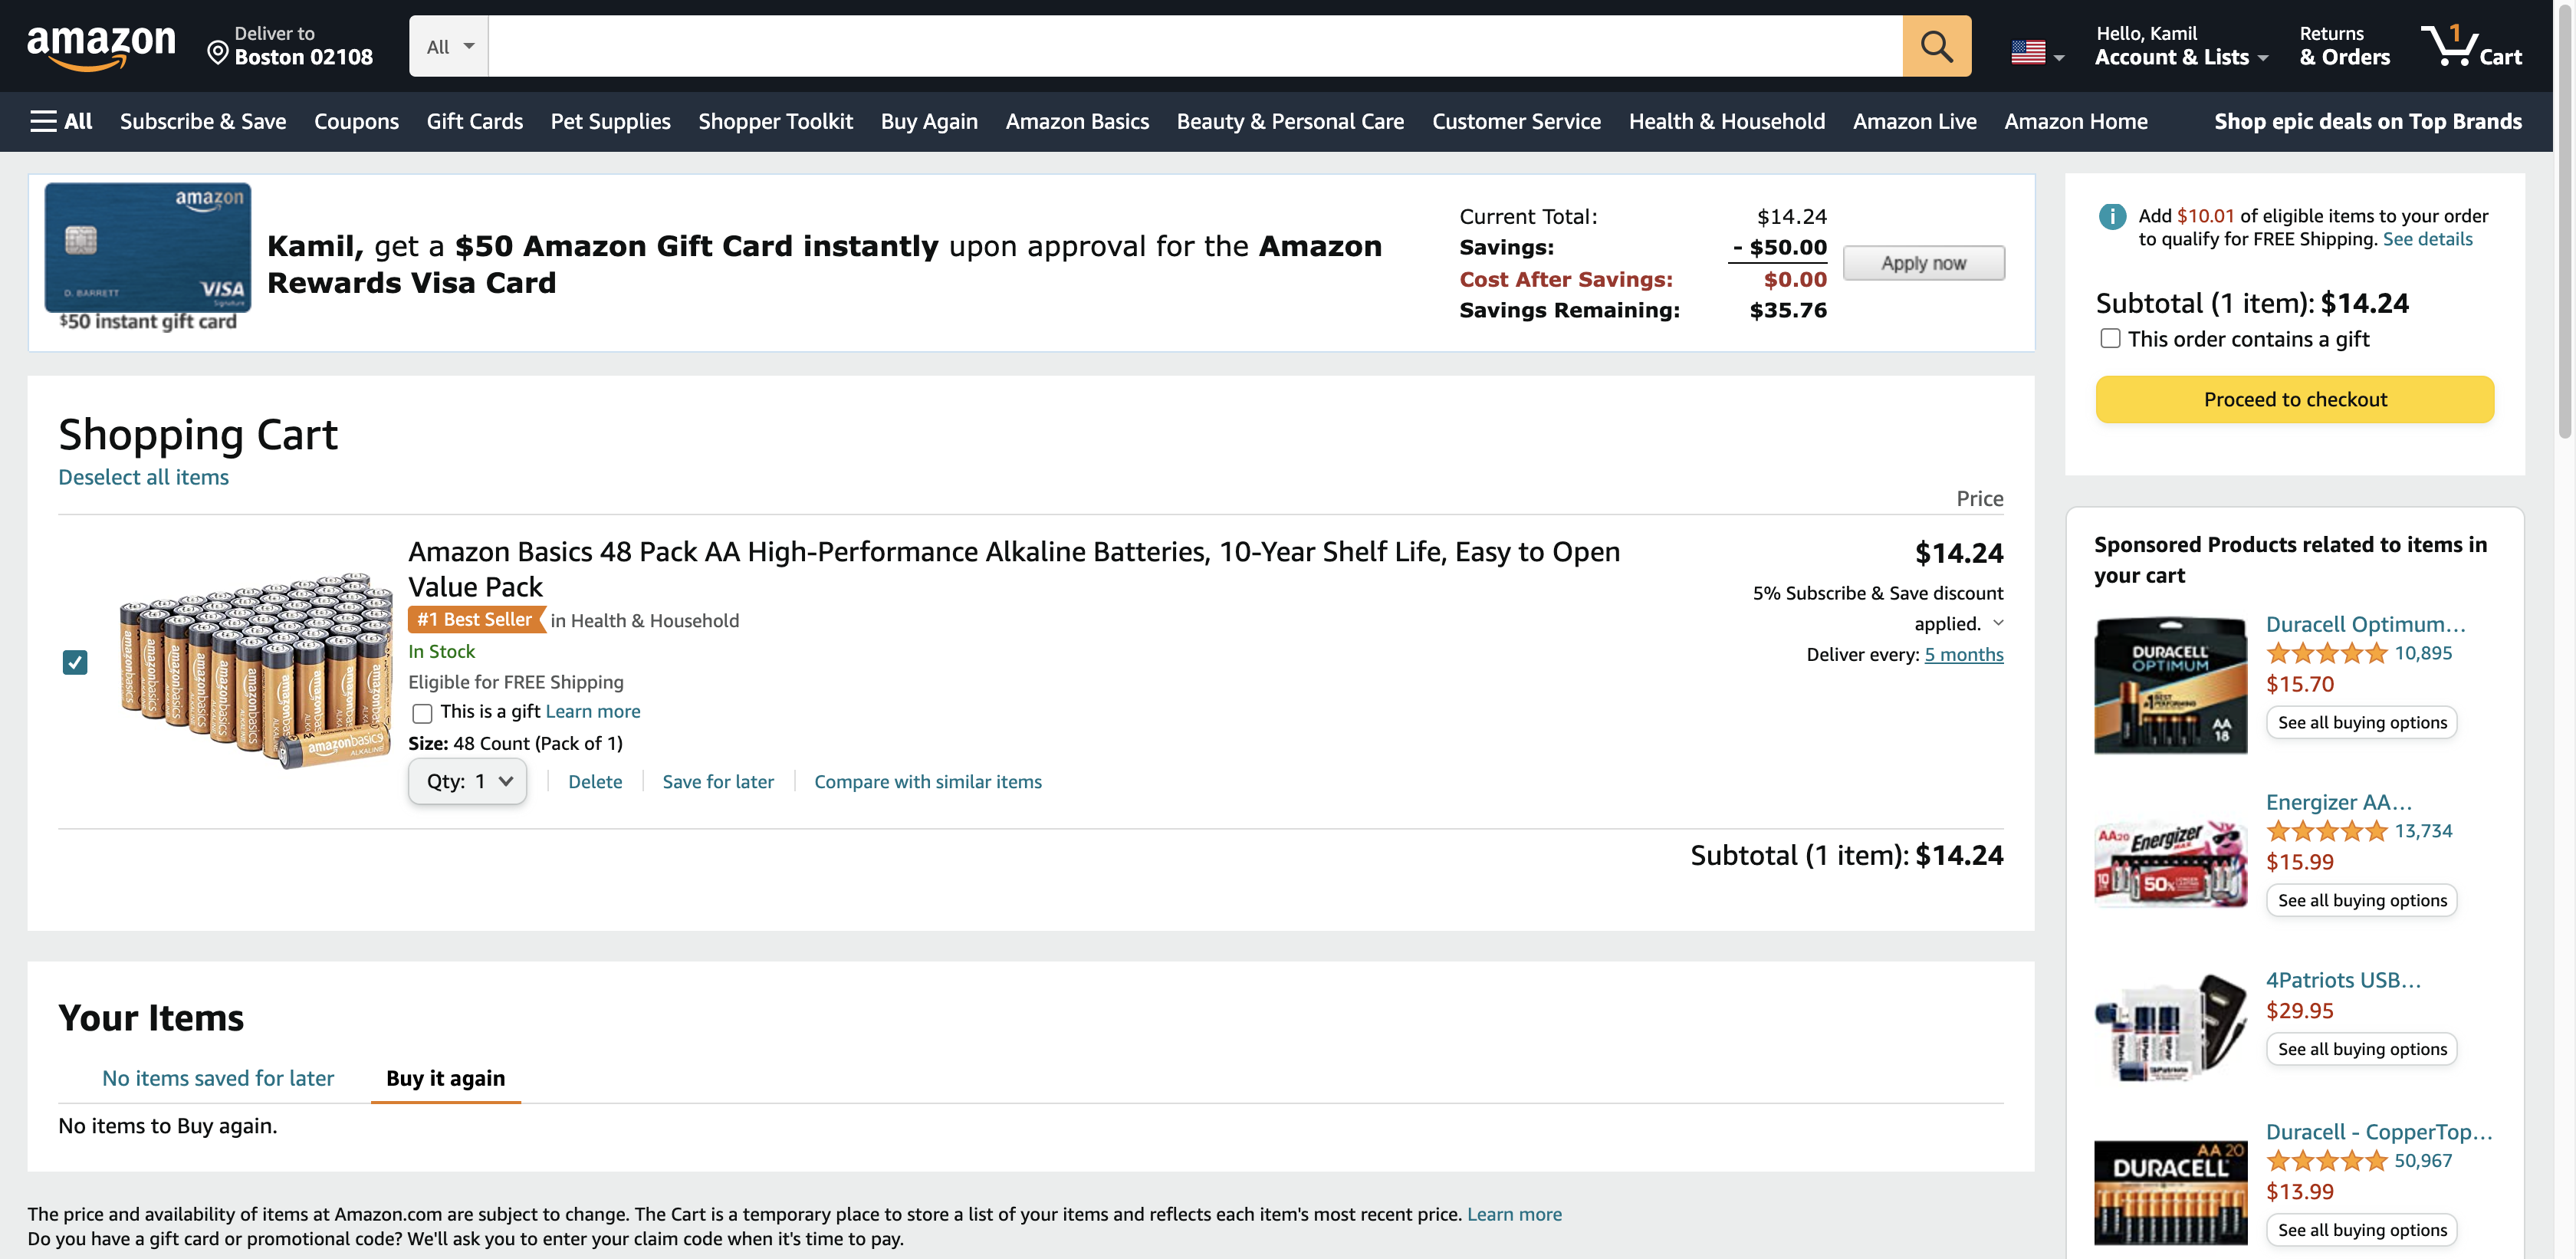 amazon
Deliver to
Boston 02108
All
Hello, Kamil
Account & Lists
Returns
& Orders
1
Cart
All
Subscribe & Save
Coupons
Gift Cards
Pet Supplies
Shopper Toolkit
Buy Again
Amazon Basics
Beauty & Personal Care
Customer Service
Health & Household
Amazon Live
Amazon Home
Shop epic deals on Top Brands
amazon
D. BARRETT
VISA
Signature
$50 instant gift card
Kamil, get a $50 Amazon Gift Card instantly upon approval for the Amazon
Rewards Visa Card
Current Total: $14.24
Savings: - $50.00
Cost After Savings: $0.00
Savings Remaining: $35.76
Apply now
Add $10.01 of eligible items to your order
to qualify for FREE Shipping. See details
Subtotal (1 item): $14.24
This order contains a gift
Proceed to checkout
Shopping Cart
Deselect all items
Price
Amazon Basics 48 Pack AA High-Performance Alkaline Batteries, 10-Year Shelf Life, Easy to Open
Value Pack
#1 Best Seller in Health & Household
In Stock
Eligible for FREE Shipping
This is a gift Learn more
Size: 48 Count (Pack of 1)
Qty: 1
Delete
Save for later
Compare with similar items
$14.24
5% Subscribe & Save discount
applied.
Deliver every: 5 months
amazonbasics
ALKALINE
Subtotal (1 item): $14.24
Your Items
No items saved for later
Buy it again
No items to Buy again.
The price and availability of items at Amazon.com are subject to change. The Cart is a temporary place to store a list of your items and reflects each item's most recent price. Learn more
Do you have a gift card or promotional code? We'll ask you to enter your claim code when it's time to pay.
Sponsored Products related to items in
your cart
DURACELL
OPTIMUM
AA
18
Duracell Optimum...
10,895
$15.70
See all buying options
AA20 Energizer
MAX
10
50%
Energizer AA...
13,734
$15.99
See all buying options
4Patriots USB...
$29.95
See all buying options
AA 20
DURACELL
Duracell - CopperTop...
50,967
$13.99
See all buying options